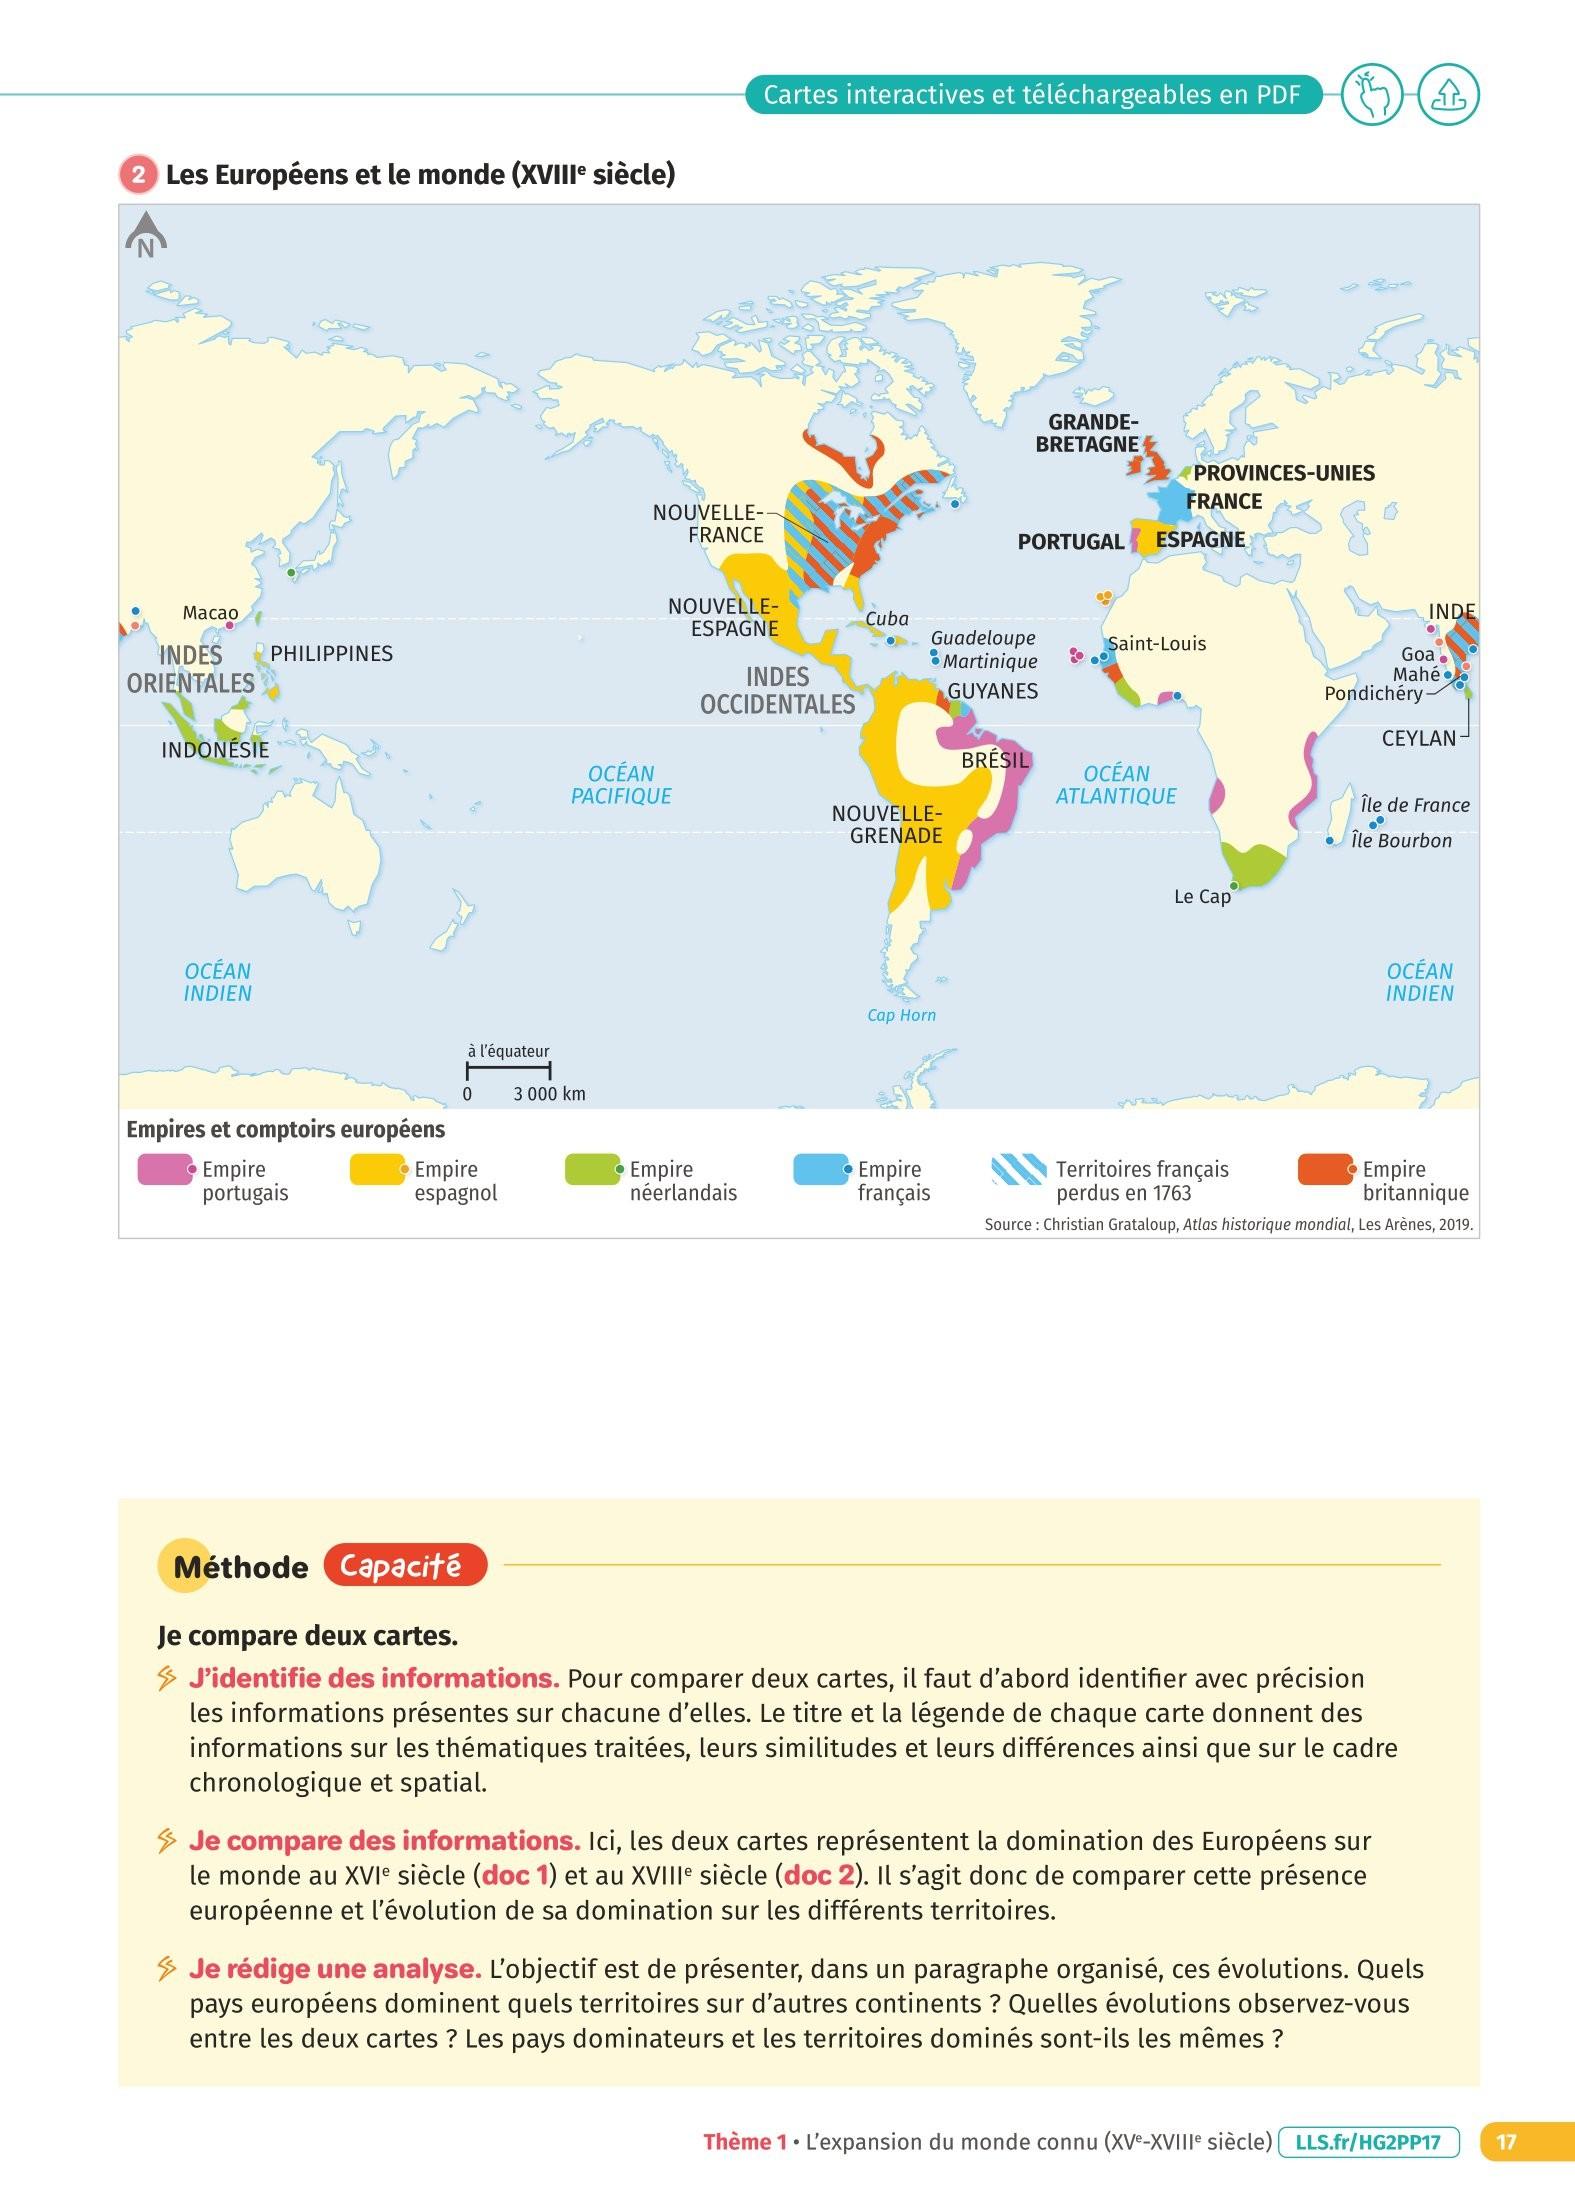 Cartes interactives et téléchargeables en PDF
2 Les Européens et le monde (XVIIIe siècle)
N
GRANDE-
BRETAGNE
PROVINCES-UNIES
FRANCE
PORTUGAL
ESPAGNE
NOUVELLE-
FRANCE
NOUVELLE-
ESPAGNE
Cuba
Guadeloupe
Martinique
Saint-Louis
INDE
Goa
Mahé
Pondichéry
CEYLAN
Macao
INDES
ORIENTALES
PHILIPPINES
INDONÉSIE
INDES
OCCIDENTALES
GUYANES
BRÉSIL
NOUVELLE-
GRENADE
OCÉAN
PACIFIQUE
OCÉAN
ATLANTIQUE
Île de France
Île Bourbon
Le Cap
OCÉAN
INDIEN
OCÉAN
INDIEN
Cap Horn
à l'équateur
0 3 000 km
Empires et comptoirs européens
Empire
portugais
Empire
espagnol
Empire
néerlandais
Empire
français
Territoires français
perdus en 1763
Empire
britannique
Source : Christian Grataloup, Atlas historique mondial, Les Arènes, 2019.
Méthode Capacité
Je compare deux cartes.
J'identifie des informations. Pour comparer deux cartes, il faut d'abord identifier avec précision
les informations présentes sur chacune d'elles. Le titre et la légende de chaque carte donnent des
informations sur les thématiques traitées, leurs similitudes et leurs différences ainsi que sur le cadre
chronologique et spatial.
Je compare des informations. Ici, les deux cartes représentent la domination des Européens sur
le monde au XVIe siècle (doc 1) et au XVIIIe siècle (doc 2). Il s'agit donc de comparer cette présence
européenne et l'évolution de sa domination sur les différents territoires.
Je rédige une analyse. L'objectif est de présenter, dans un paragraphe organisé, ces évolutions. Quels
pays européens dominent quels territoires sur d'autres continents ? Quelles évolutions observez-vous
entre les deux cartes ? Les pays dominateurs et les territoires dominés sont-ils les mêmes ?
Thème 1 • L'expansion du monde connu (XVe-XVIIIe siècle) LLS.fr/HG2PP17 17